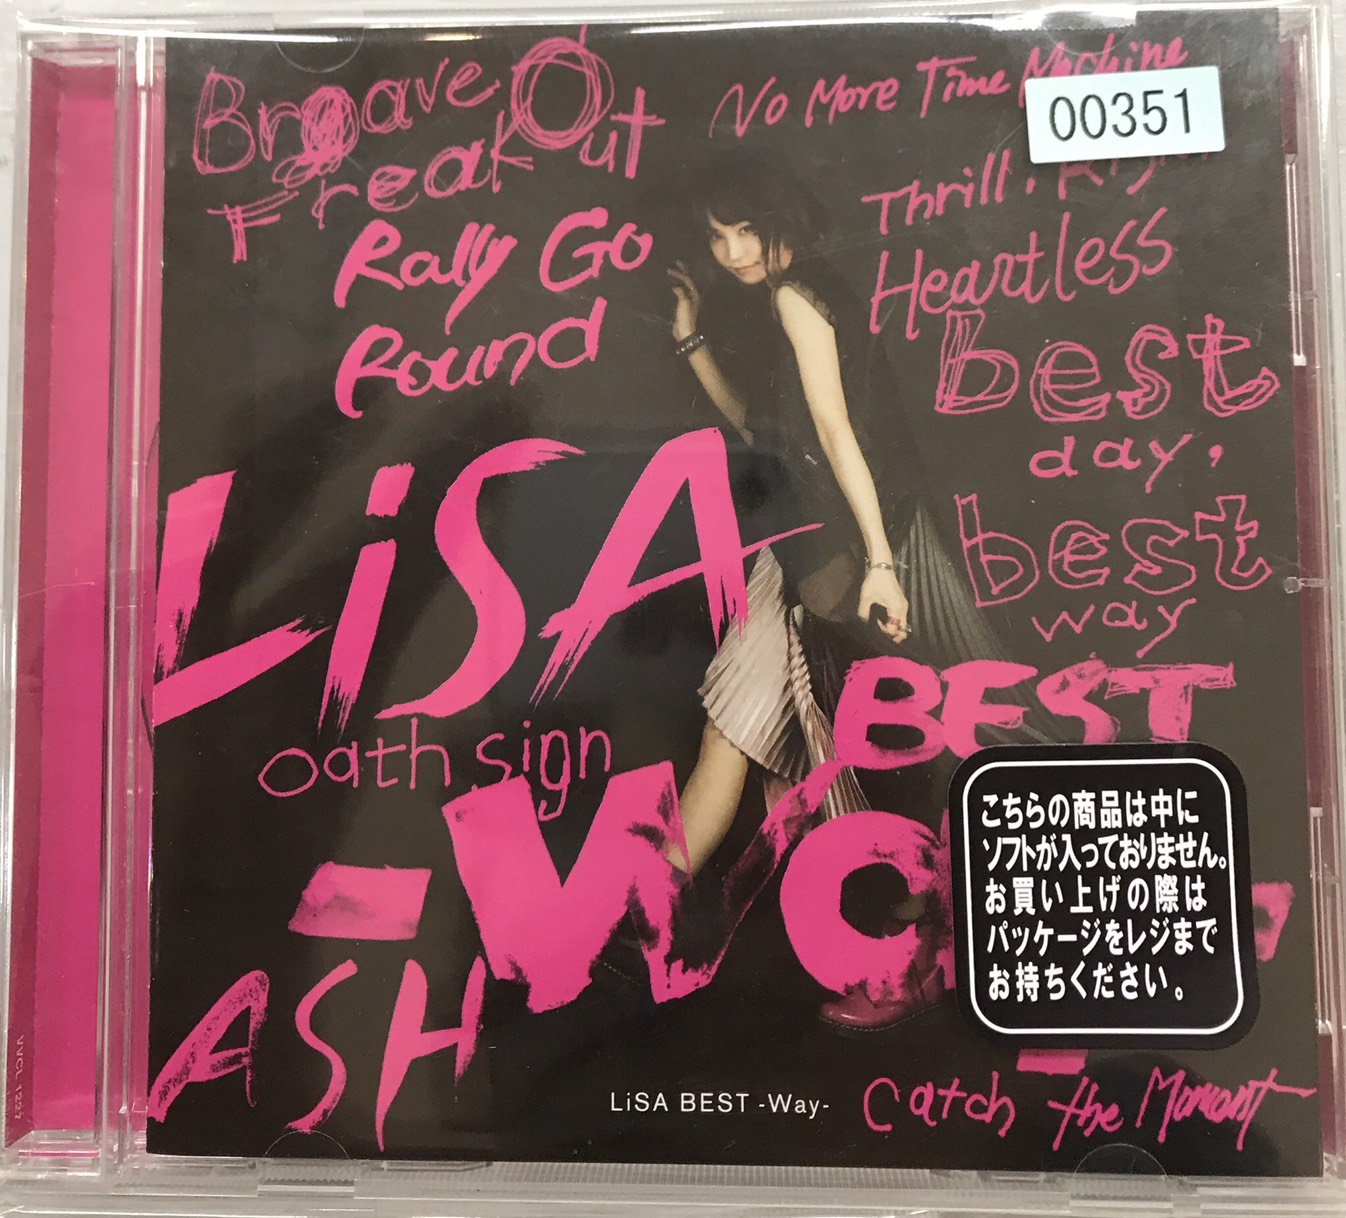 Brave
Freak Out
No More Time Machine
00351
Thrill,
Rally Go
Round
Heartless
best
day,
best
way
LiSA
BEST
oath sign
-Way-
ASH
こちらの商品は中に
ソフトが入っておりません。
お買い上げの際は
パッケージをレジまで
お持ちください。
LiSA BEST -Way-
Catch the Moment
VVCL 1227